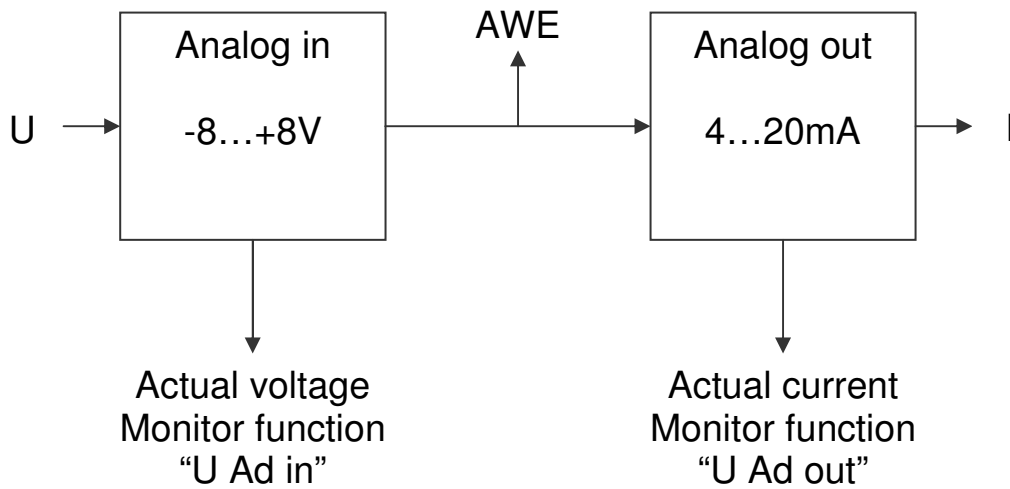 AWE
Analog in
Analog out
U
-8…+8V
4…20mA
Actual voltage
Monitor function
“U Ad in”
Actual current
Monitor function
“U Ad out”